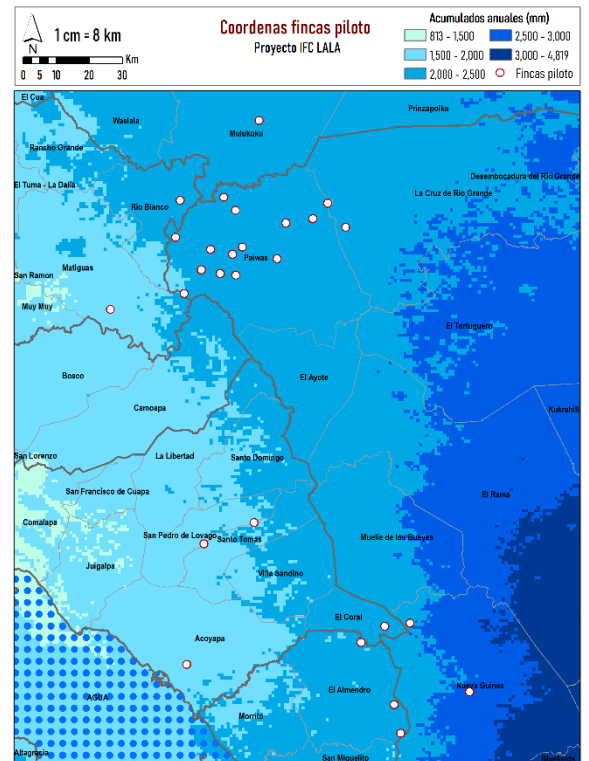 Coordenas fincas piloto
Proyecto IFC LALA
N
1 cm = 8 km
0 5 10 20 30 Km
Acumulados anuales (mm)
813 - 1,500
1,500 - 2,000
2,000 - 2,500
2,500 - 3,000
3,000 - 4,819
Fincas piloto
El Cua
Prinzapolka
Waslala
Mulukuku
Rancho Grande
Desembocadura del Rio Grande
El Tuma - La Dalia
La Cruz de Rio Grande
Rio Blanco
Paiwas
Matiguas
San Ramon
Muy Muy
El Tortuguero
Boaco
El Ayote
Camoapa
Kukrahill
San Lorenzo
La Libertad
Santo Domingo
San Francisco de Cuapa
El Rama
Comalapa
San Pedro de Lovago
Santo Tomas
Muelle de los Bueyes
Juigalpa
Villa Sandino
El Coral
Acoyapa
El Almendro
Nueva Guinea
AGUA
Morrito
Altagracia
San Miguelito
Bluefields